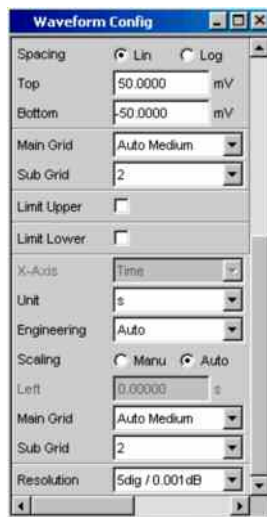 Waveform Config
Spacing Lin Log
Top 50.0000 mV
Bottom -50.0000 mV
Main Grid Auto Medium
Sub Grid 2
Limit Upper
Limit Lower
X-Axis Time
Unit s
Engineering Auto
Scaling Manu Auto
Left 0.00000 s
Main Grid Auto Medium
Sub Grid 2
Resolution 5dig / 0.001dB